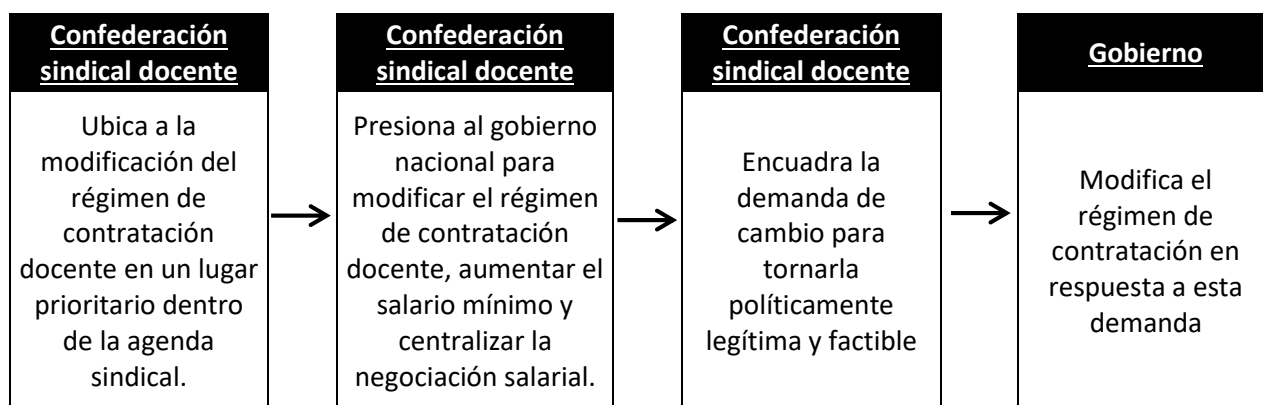 Confederación
sindical docente
Ubica a la
modificación del
régimen de
contratación
docente en un lugar
prioritario dentro
de la agenda
sindical.
Confederación
sindical docente
Presiona al gobierno
nacional para
modificar el régimen
de contratación
docente, aumentar el
salario mínimo y
centralizar la
negociación salarial.
Confederación
sindical docente
Encuadra la
demanda de
cambio para
tornarla
políticamente
legítima y factible
Gobierno
Modifica el
régimen de
contratación en
respuesta a esta
demanda